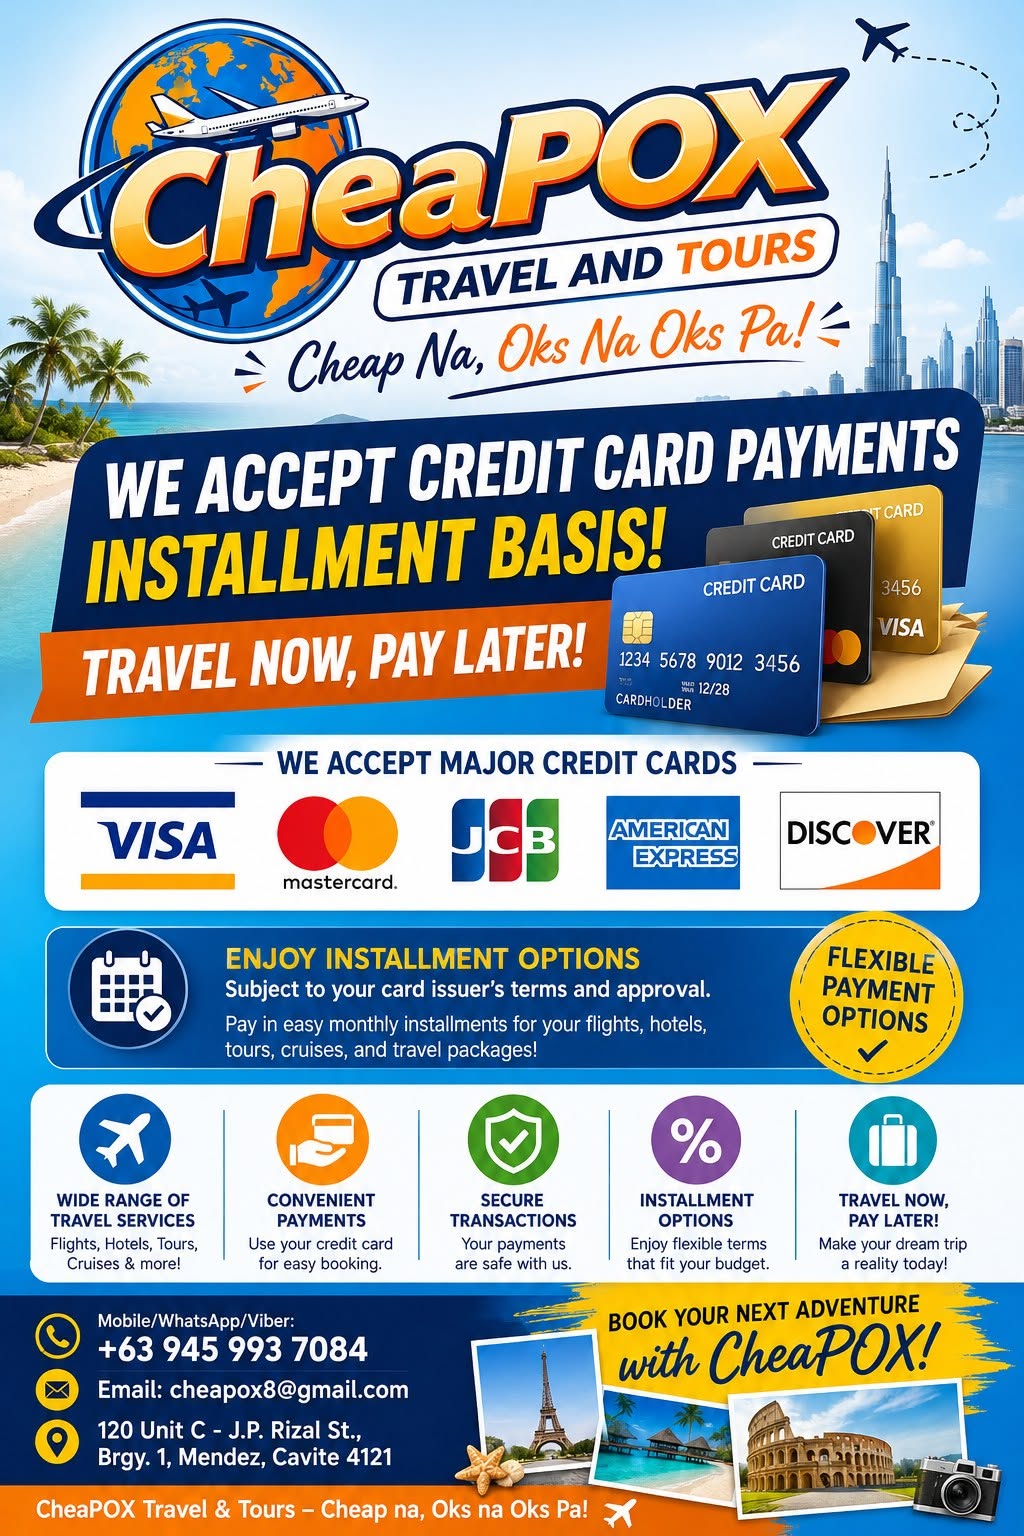 CheaPOX
TRAVEL AND TOURS
Cheap Na, Oks Na Oks Pa!
WE ACCEPT CREDIT CARD PAYMENTS
INSTALLMENT BASIS!
TRAVEL NOW, PAY LATER!
CREDIT CARD
3456
VISA
CREDIT CARD
CREDIT CARD
1234 5678 9012 3456
12/28
CARDHOLDER
WE ACCEPT MAJOR CREDIT CARDS
VISA
mastercard.
JCB
AMERICAN
EXPRESS
DISCOVER®
ENJOY INSTALLMENT OPTIONS
Subject to your card issuer's terms and approval.
Pay in easy monthly installments for your flights, hotels,
tours, cruises, and travel packages!
FLEXIBLE
PAYMENT
OPTIONS
WIDE RANGE OF
TRAVEL SERVICES
Flights, Hotels, Tours,
Cruises & more!
CONVENIENT
PAYMENTS
Use your credit card
for easy booking.
SECURE
TRANSACTIONS
Your payments
are safe with us.
%
INSTALLMENT
OPTIONS
Enjoy flexible terms
that fit your budget.
TRAVEL NOW,
PAY LATER!
Make your dream trip
a reality today!
Mobile/WhatsApp/Viber:
+63 945 993 7084
Email: cheapox8@gmail.com
120 Unit C - J.P. Rizal St.,
Brgy. 1, Mendez, Cavite 4121
BOOK YOUR NEXT ADVENTURE
with CheaPOX!
CheaPOX Travel & Tours – Cheap na, Oks na Oks Pa!